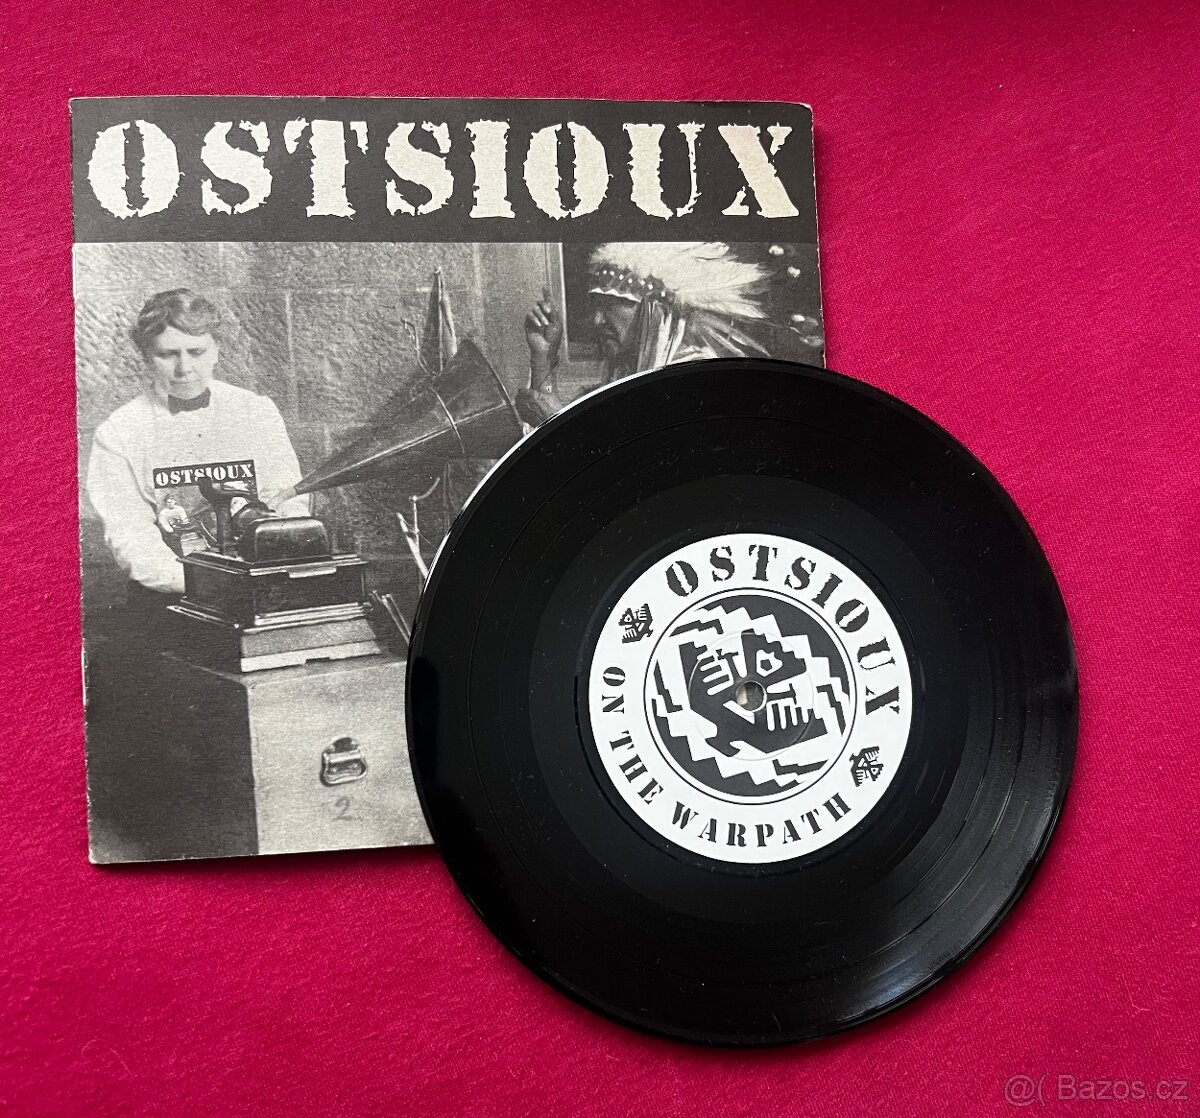 OSTSIOUX
OSTSIOUX
2
OSTSIOUX
ON THE WARPATH
@( Bazos.cz